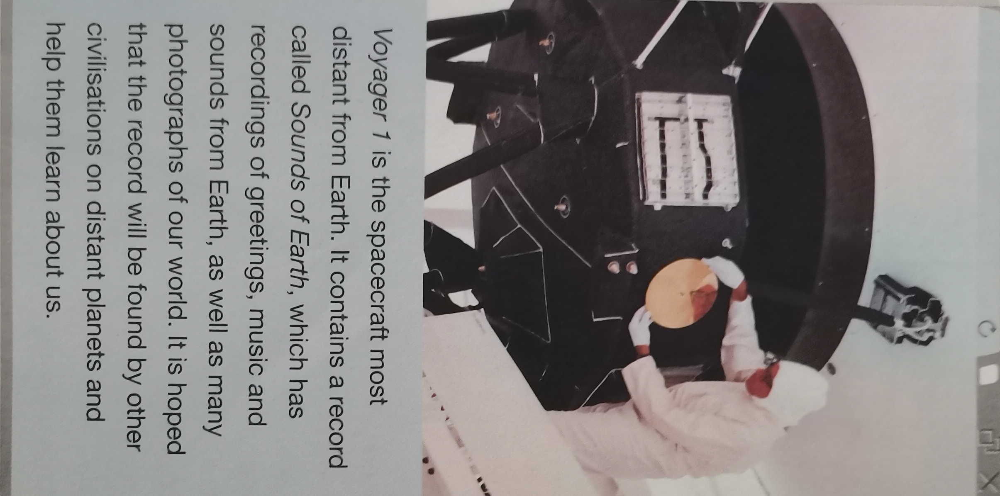 Voyager 1 is the spacecraft most
distant from Earth. It contains a record
called Sounds of Earth, which has
recordings of greetings, music and
sounds from Earth, as well as many
photographs of our world. It is hoped
that the record will be found by other
civilisations on distant planets and
help them learn about us.